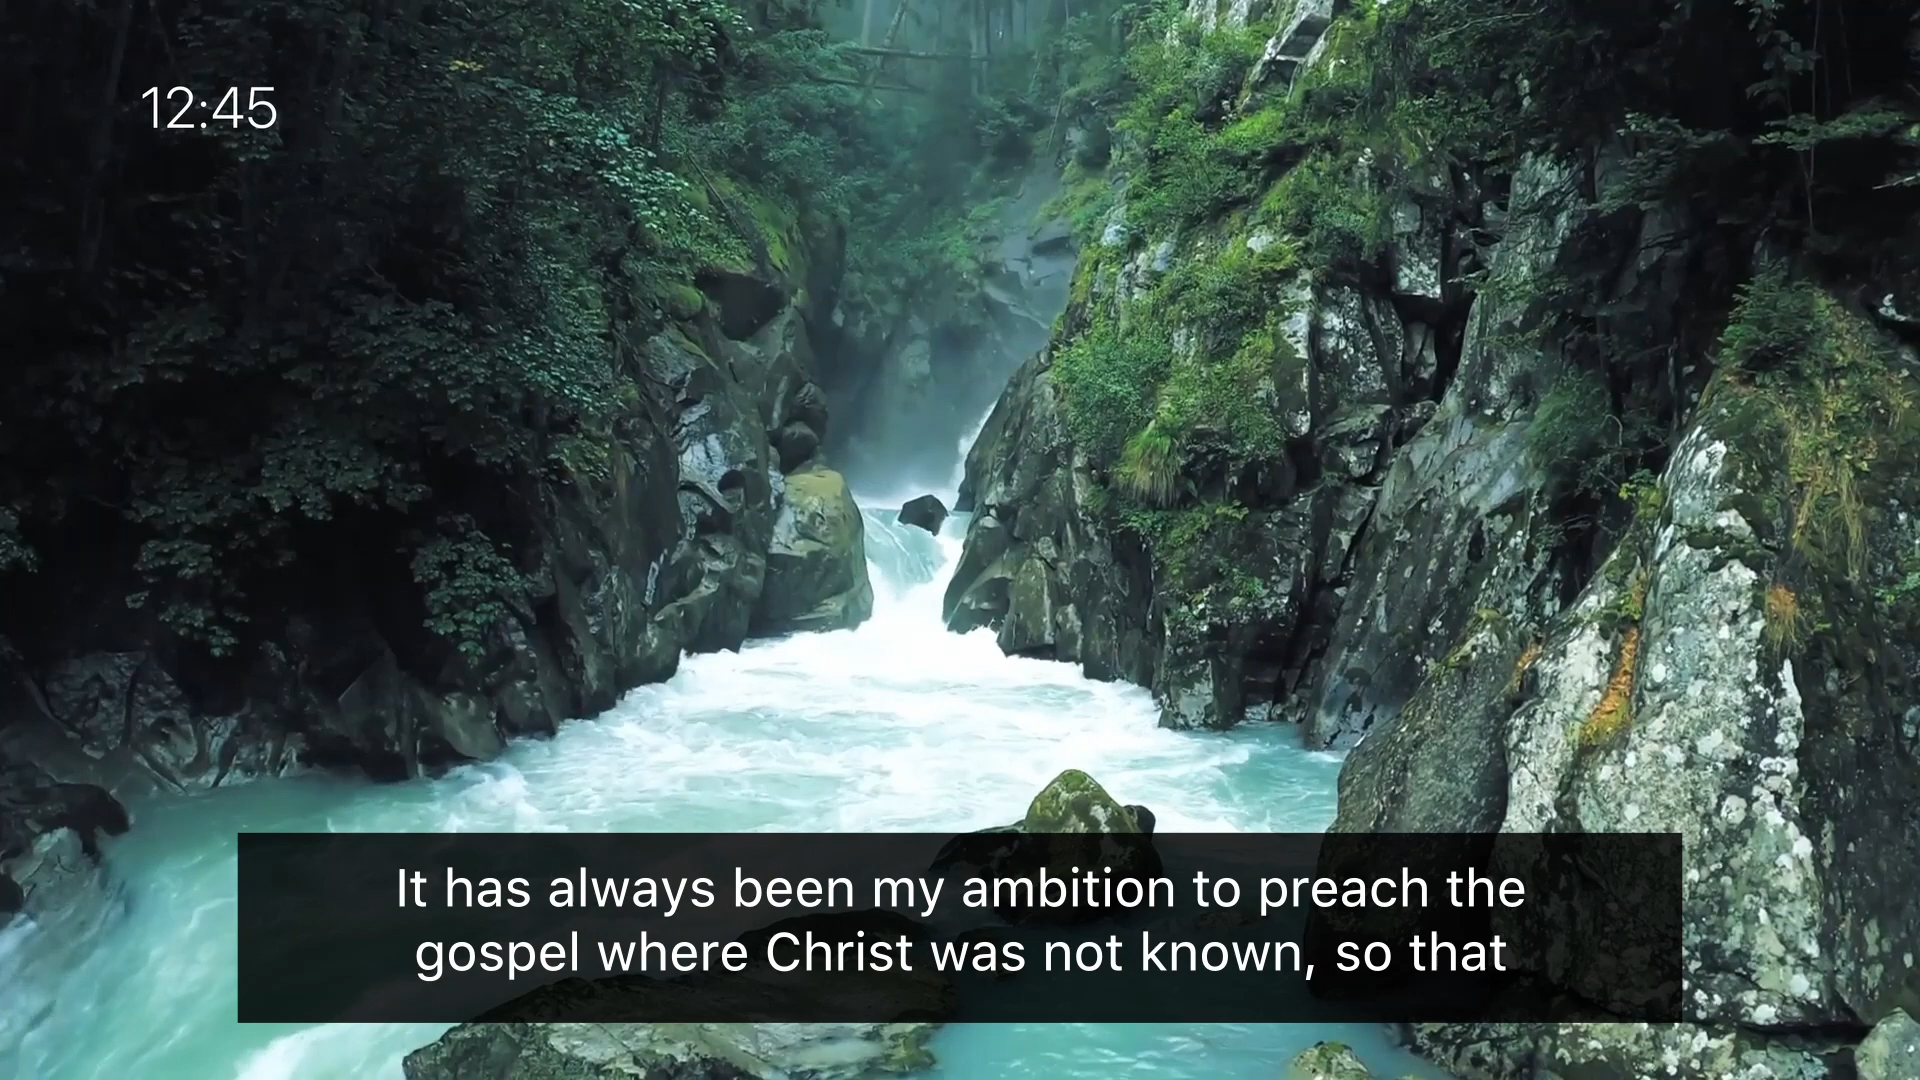 12:45
It has always been my ambition to preach the
gospel where Christ was not known, so that